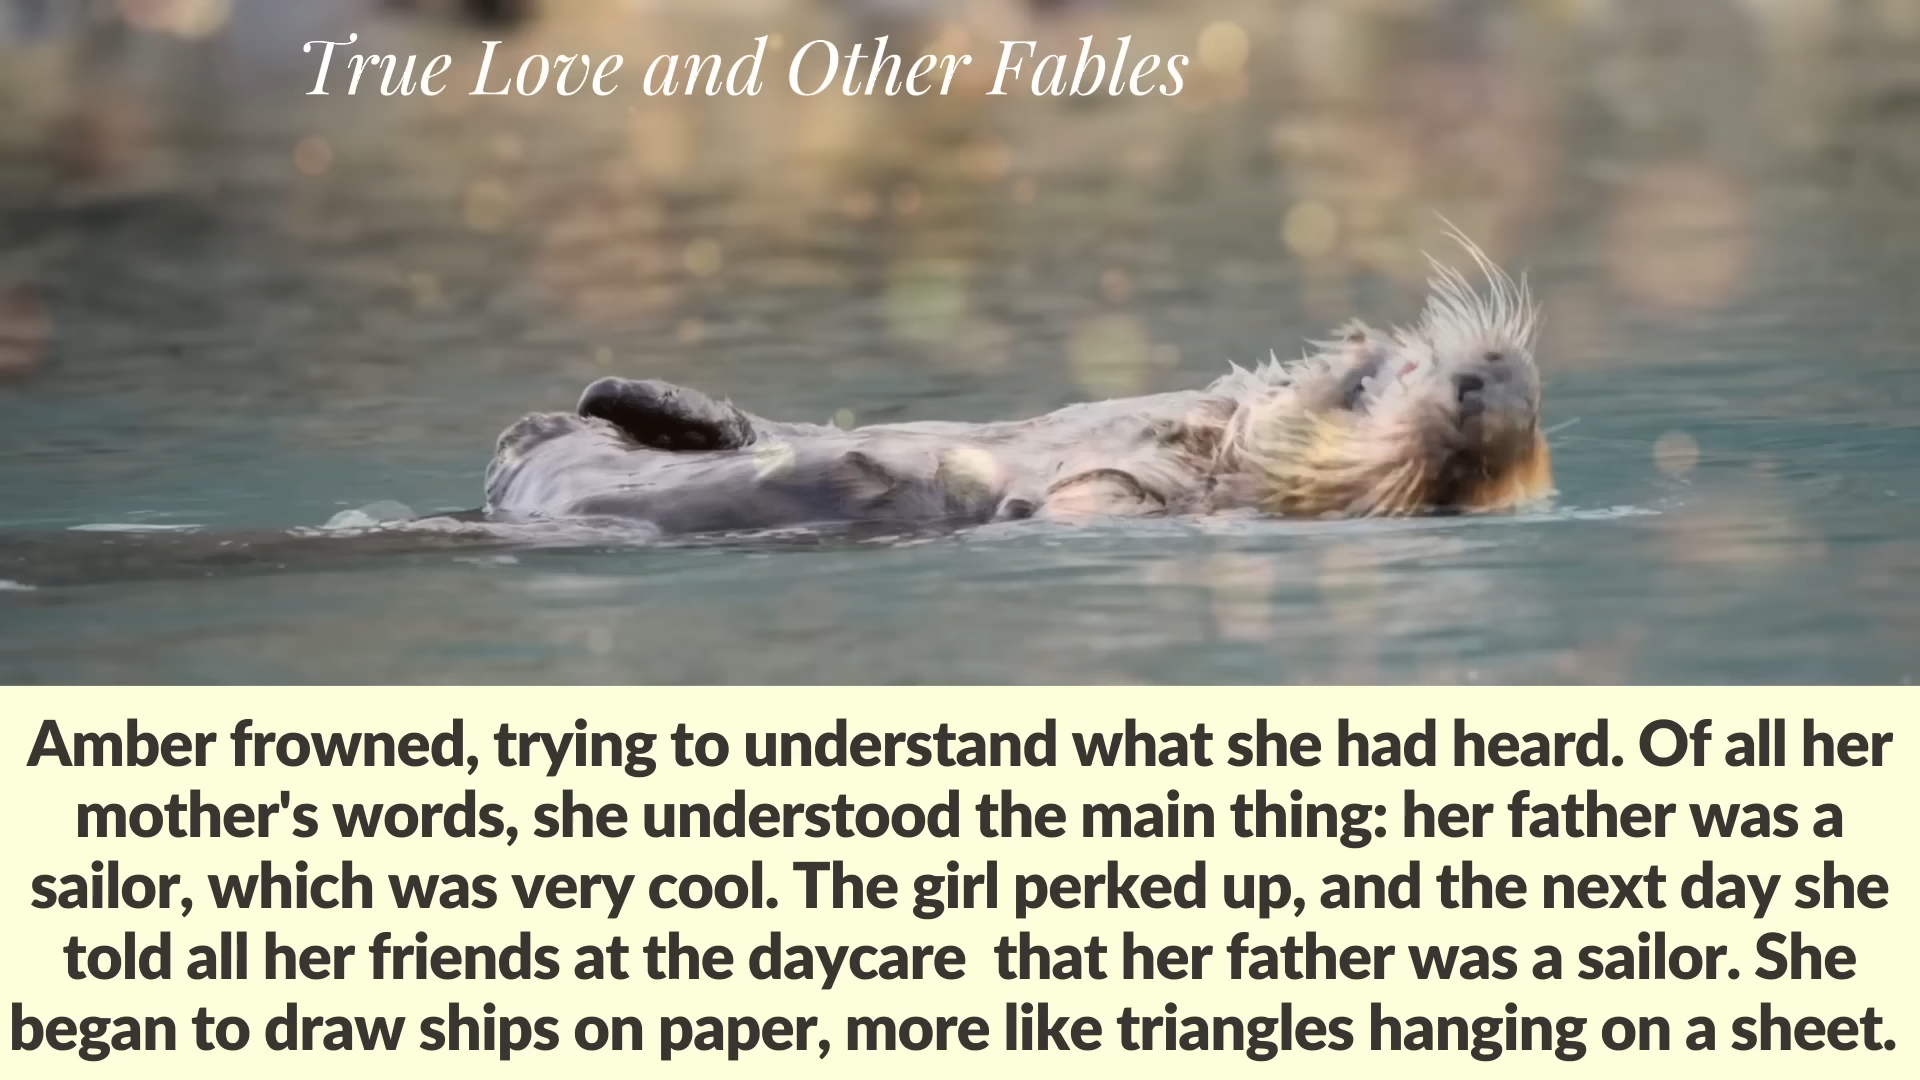 True Love and Other Fables
Amber frowned, trying to understand what she had heard. Of all her
mother's words, she understood the main thing: her father was a
sailor, which was very cool. The girl perked up, and the next day she
told all her friends at the daycare  that her father was a sailor. She
began to draw ships on paper, more like triangles hanging on a sheet.